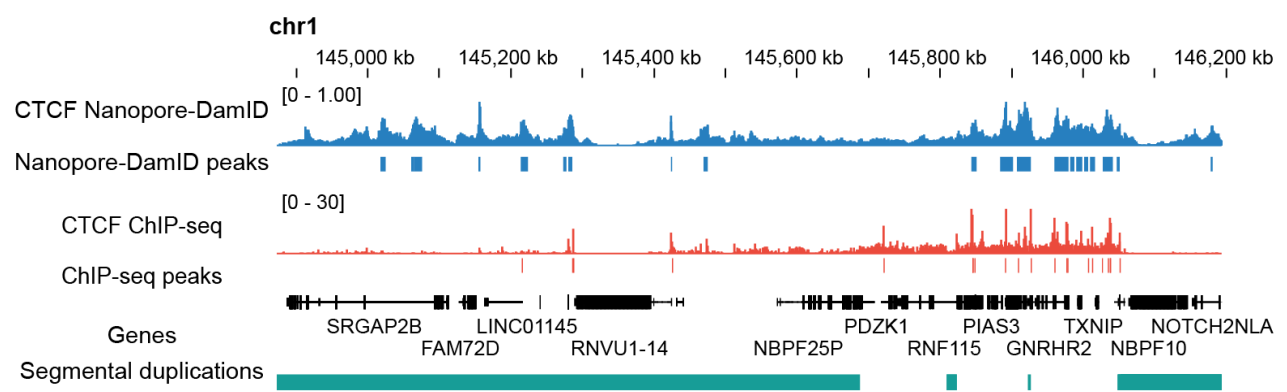 chr1
145,000 kb 145,200 kb 145,400 kb 145,600 kb 145,800 kb 146,000 kb 146,200 kb
[0 - 1.00]
CTCF Nanopore-DamID
Nanopore-DamID peaks
[0 - 30]
CTCF ChIP-seq
ChIP-seq peaks
Genes
SRGAP2B LINC01145 PDZK1 PIAS3 TXNIP NOTCH2NLA
FAM72D RNVU1-14 NBPF25P RNF115 GNRHR2 NBPF10
Segmental duplications